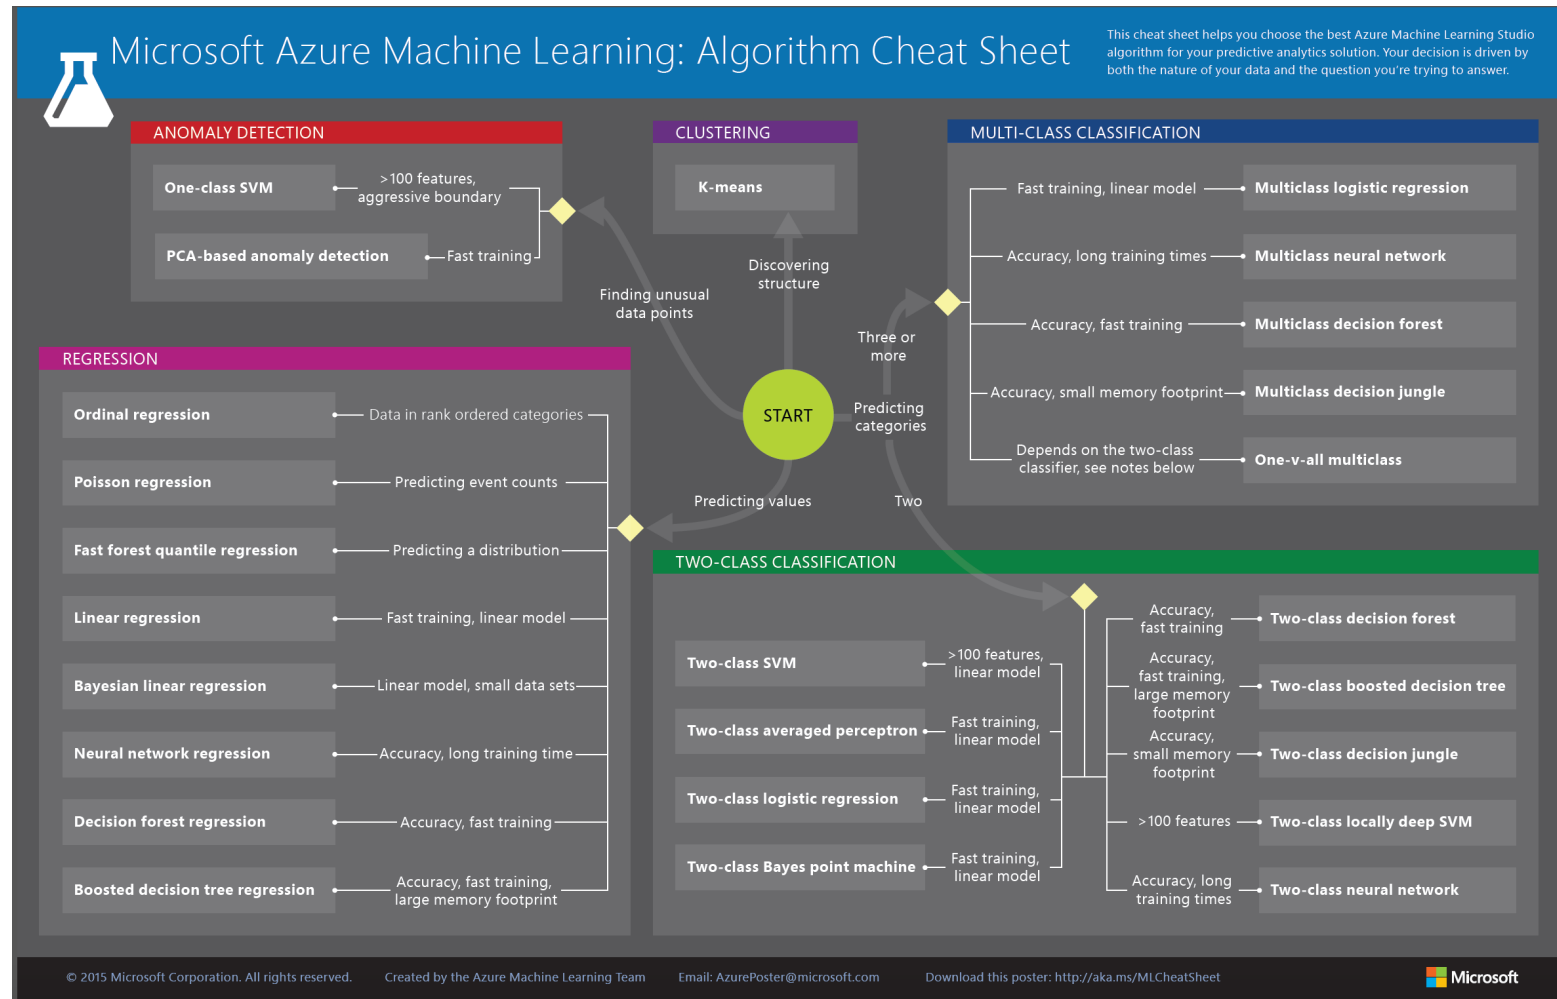 Microsoft Azure Machine Learning: Algorithm Cheat Sheet
This cheat sheet helps you choose the best Azure Machine Learning Studio
algorithm for your predictive analytics solution. Your decision is driven by
both the nature of your data and the question you're trying to answer.
ANOMALY DETECTION
One-class SVM
>100 features,
aggressive boundary
PCA-based anomaly detection
Fast training
CLUSTERING
K-means
MULTI-CLASS CLASSIFICATION
Fast training, linear model
Multiclass logistic regression
Accuracy, long training times
Multiclass neural network
Accuracy, fast training
Multiclass decision forest
Accuracy, small memory footprint
Multiclass decision jungle
Depends on the two-class
classifier, see notes below
One-v-all multiclass
Finding unusual
data points
Discovering
structure
Three or
more
START
Predicting
categories
Predicting values
Two
REGRESSION
Ordinal regression
Data in rank ordered categories
Poisson regression
Predicting event counts
Fast forest quantile regression
Predicting a distribution
Linear regression
Fast training, linear model
Bayesian linear regression
Linear model, small data sets
Neural network regression
Accuracy, long training time
Decision forest regression
Accuracy, fast training
Boosted decision tree regression
Accuracy, fast training,
large memory footprint
TWO-CLASS CLASSIFICATION
Two-class SVM
>100 features,
linear model
Two-class averaged perceptron
Fast training,
linear model
Two-class logistic regression
Fast training,
linear model
Two-class Bayes point machine
Fast training,
linear model
Accuracy,
fast training
Two-class decision forest
Accuracy,
fast training,
large memory
footprint
Two-class boosted decision tree
Accuracy,
small memory
footprint
Two-class decision jungle
>100 features
Two-class locally deep SVM
Accuracy, long
training times
Two-class neural network
© 2015 Microsoft Corporation. All rights reserved.
Created by the Azure Machine Learning Team
Email: AzurePoster@microsoft.com
Download this poster: http://aka.ms/MLCheatSheet
Microsoft